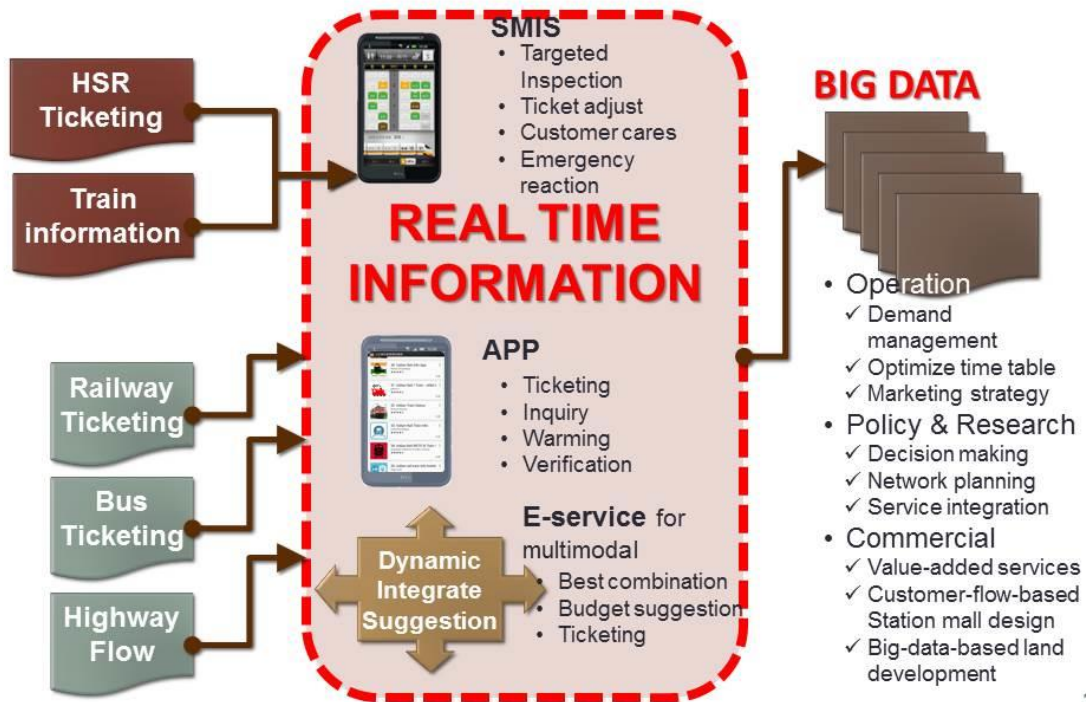 HSR
Ticketing
Train
information
Railway
Ticketing
Bus
Ticketing
Highway
Flow
SMIS
• Targeted
Inspection
• Ticket adjust
• Customer cares
• Emergency
reaction
REAL TIME
INFORMATION
APP
• Ticketing
• Inquiry
• Warming
• Verification
Dynamic
Integrate
Suggestion
E-service for
multimodal
• Best combination
• Budget suggestion
• Ticketing
BIG DATA
• Operation
✓ Demand
management
✓ Optimize time table
✓ Marketing strategy
• Policy & Research
✓ Decision making
✓ Network planning
✓ Service integration
• Commercial
✓ Value-added services
✓ Customer-flow-based
Station mall design
✓ Big-data-based land
development